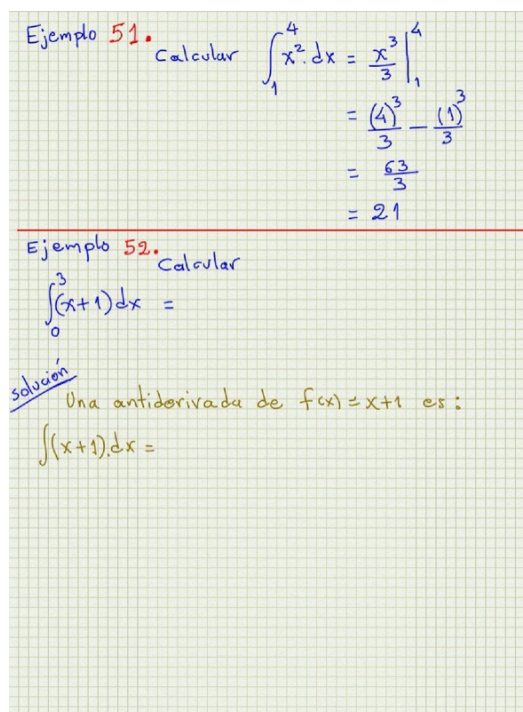 Ejemplo 51.
Calcular ∫₁⁴ x².dx = x³/3 |₁⁴
= (4)³/3 − (1)³/3
= 63/3
= 21
Ejemplo 52.
Calcular
∫₀³(x+1)dx =
solución
Una antiderivada de f(x)=x+1 es:
∫(x+1).dx =